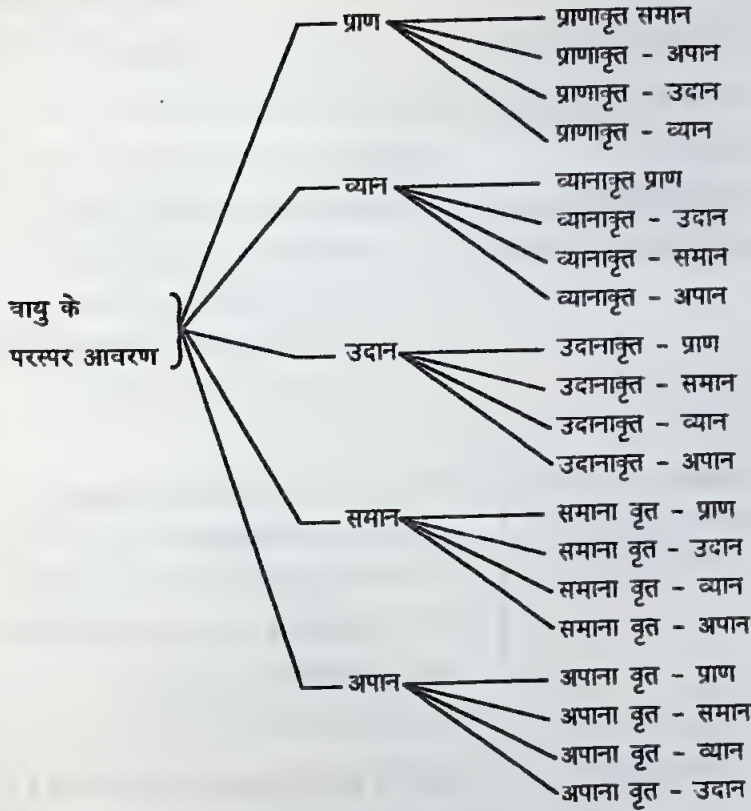 वायु के
परस्पर आवरण
प्राण
प्राणाक्ृत समान
प्राणाक्ृत - अपान
प्राणाक्ृत - उदान
प्राणाक्ृत - व्यान
व्यान
व्यानाक्ृत प्राण
व्यानाक्ृत - उदान
व्यानाक्ृत - समान
व्यानाक्ृत - अपान
उदान
उदानाक्ृत - प्राण
उदानाक्ृत - समान
उदानाक्ृत - व्यान
उदानाक्ृत - अपान
समान
समाना वृत - प्राण
समाना वृत - उदान
समाना वृत - व्यान
समाना वृत - अपान
अपान
अपाना वृत - प्राण
अपाना वृत - समान
अपाना वृत - व्यान
अपाना वृत - उदान